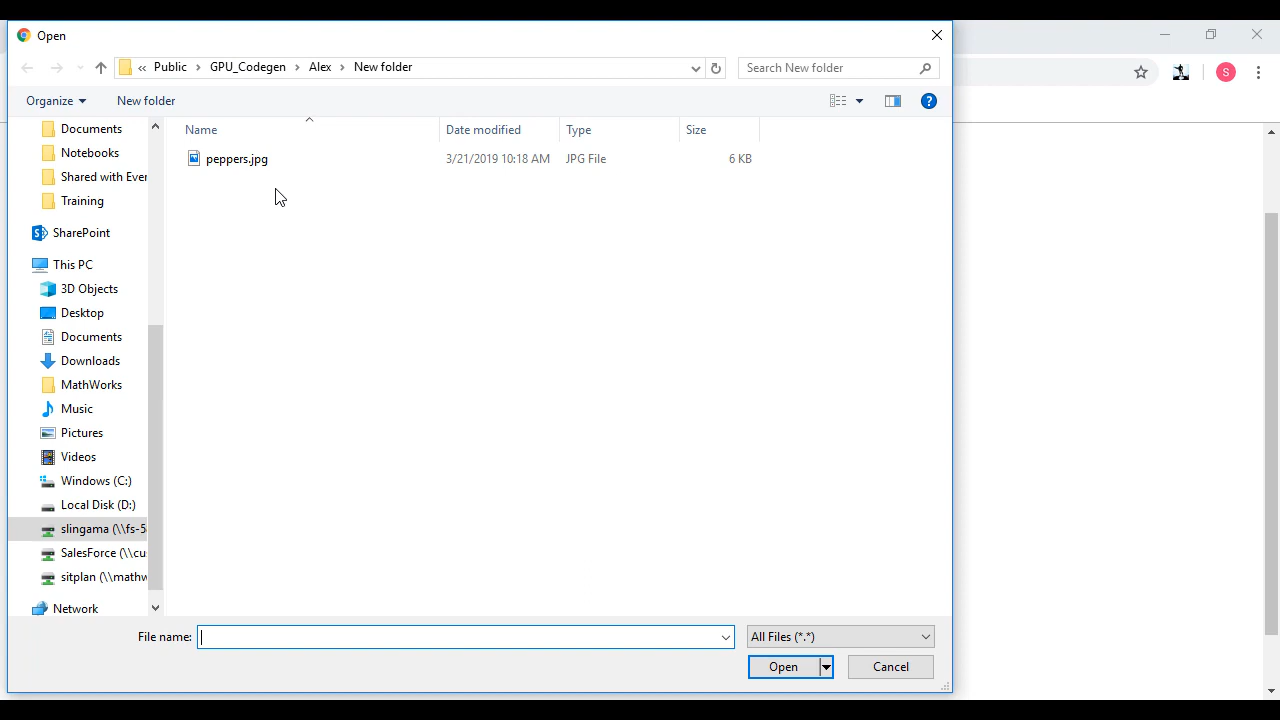 Open
« Public › GPU_Codegen › Alex › New folder
Search New folder
S
Organize
New folder
?
Name
Date modified
Type
Size
peppers.jpg
3/21/2019 10:18 AM
JPG File
6 KB
Documents
Notebooks
Shared with Ever
Training
SharePoint
This PC
3D Objects
Desktop
Documents
Downloads
MathWorks
Music
Pictures
Videos
Windows (C:)
Local Disk (D:)
slingama (\\fs-5
SalesForce (\\cu
sitplan (\\mathw
Network
File name:
All Files (*.*)
Open
Cancel